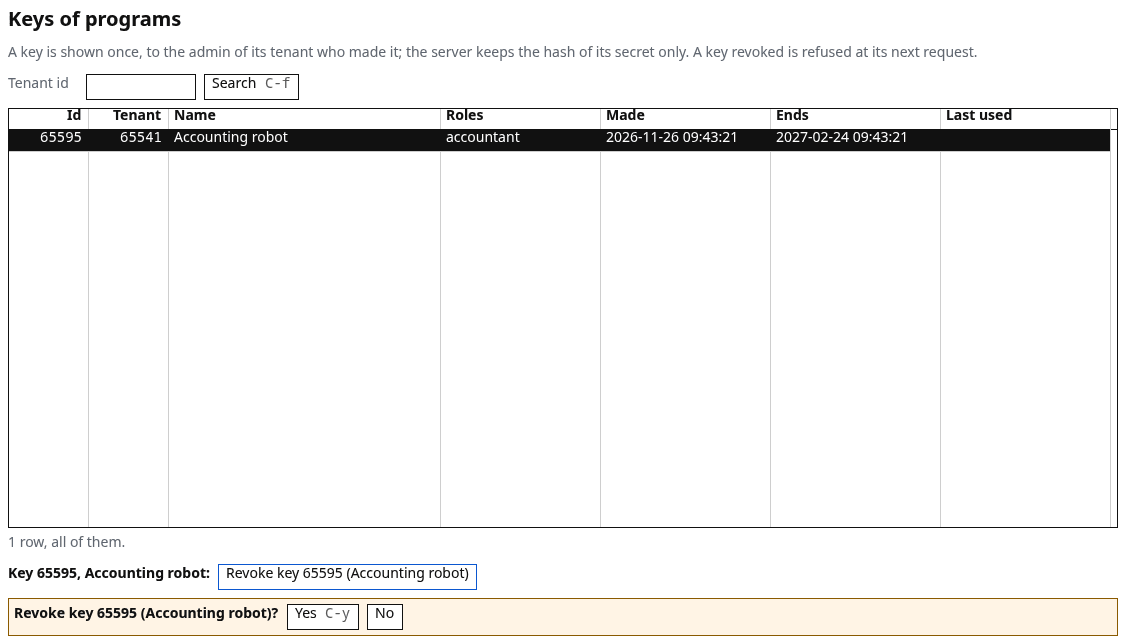 Keys of programs
A key is shown once, to the admin of its tenant who made it; the server keeps the hash of its secret only. A key revoked is refused at its next request.
Tenant id Search C-f
Id Tenant Name Roles Made Ends Last used
65595 65541 Accounting robot accountant 2026-11-26 09:43:21 2027-02-24 09:43:21
1 row, all of them.
Key 65595, Accounting robot: Revoke key 65595 (Accounting robot)
Revoke key 65595 (Accounting robot)? Yes C-y No